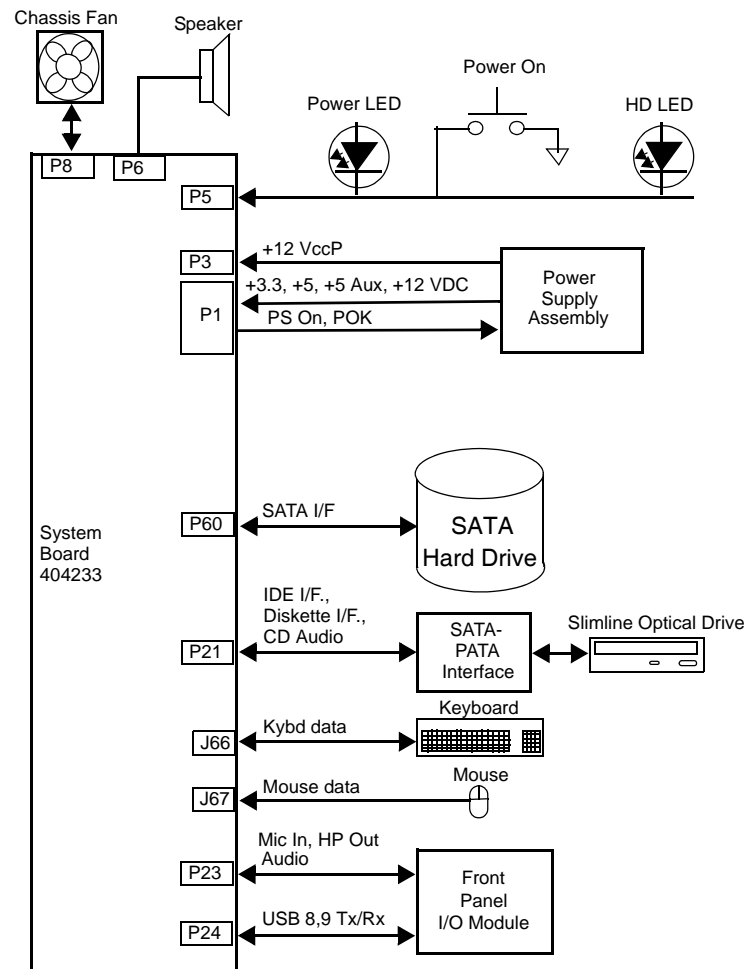 Chassis Fan
Speaker
Power On
Power LED
HD LED
P8
P6
P5
P3
+12 VccP
+3.3, +5, +5 Aux, +12 VDC
P1
PS On, POK
Power
Supply
Assembly
P60
SATA I/F
SATA
Hard Drive
System
Board
404233
IDE I/F.,
Diskette I/F.,
CD Audio
P21
SATA-
PATA
Interface
Slimline Optical Drive
Keyboard
J66
Kybd data
Mouse
J67
Mouse data
Mic In, HP Out
Audio
P23
Front
Panel
I/O Module
P24
USB 8,9 Tx/Rx